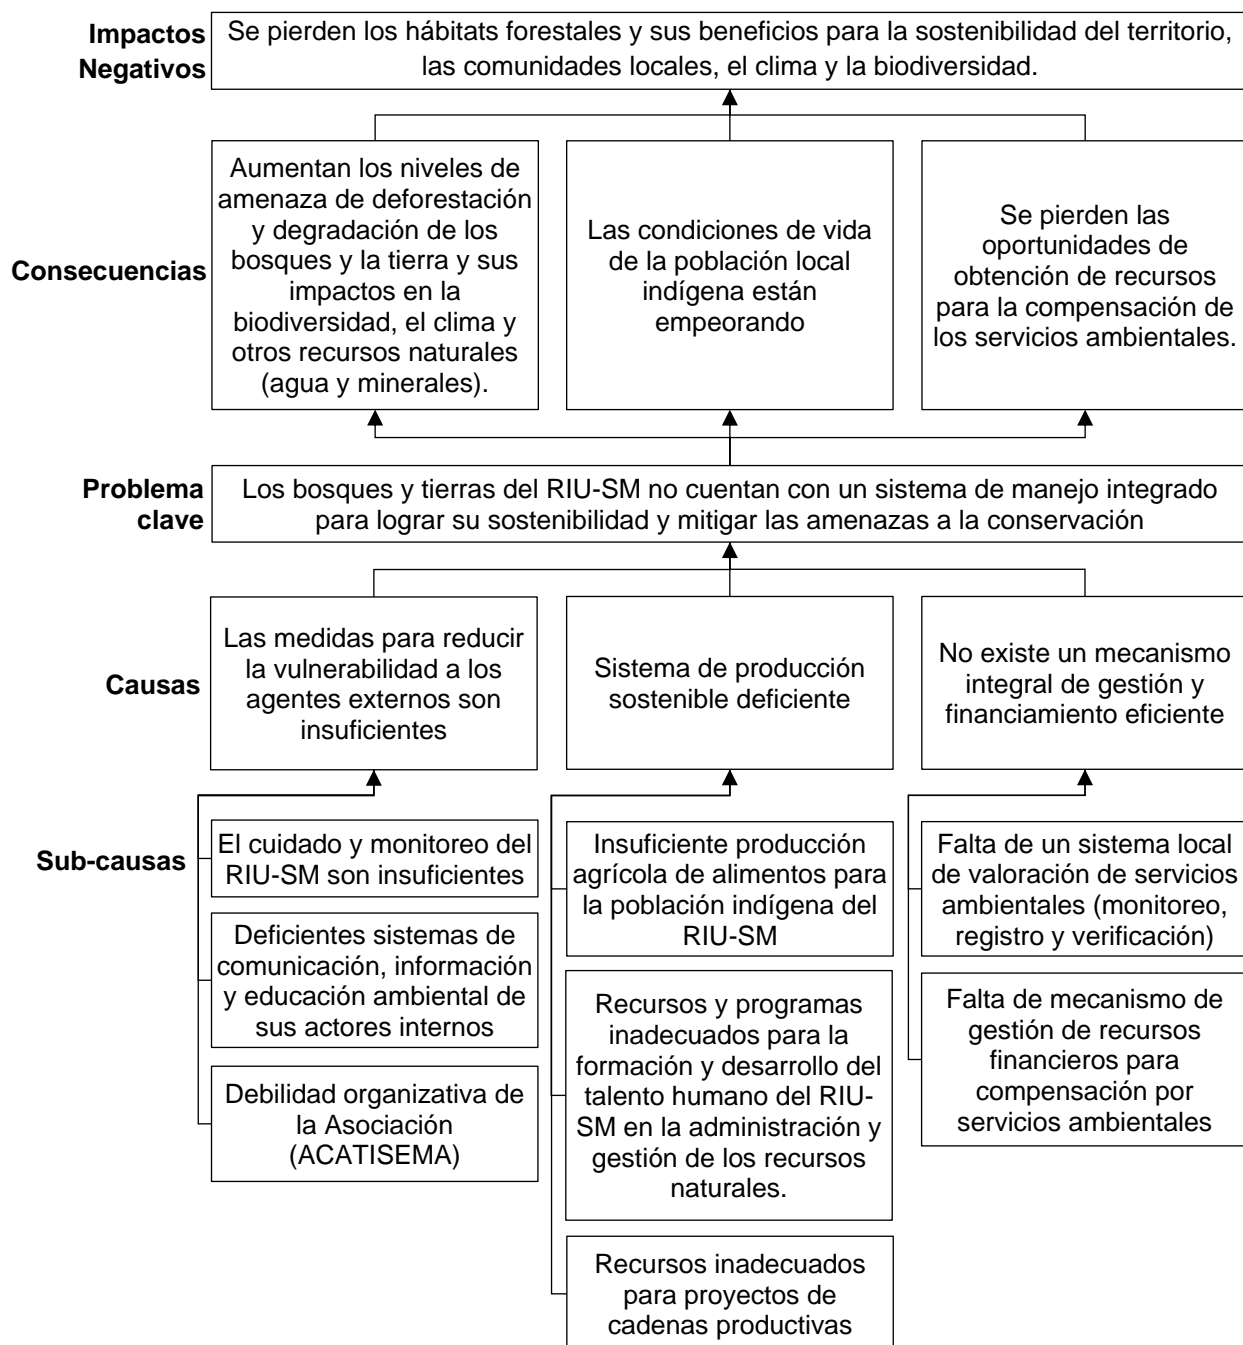 Impactos
Negativos
Se pierden los hábitats forestales y sus beneficios para la sostenibilidad del territorio,
las comunidades locales, el clima y la biodiversidad.
Consecuencias
Aumentan los niveles de
amenaza de deforestación
y degradación de los
bosques y la tierra y sus
impactos en la
biodiversidad, el clima y
otros recursos naturales
(agua y minerales).
Las condiciones de vida
de la población local
indígena están
empeorando
Se pierden las
oportunidades de
obtención de recursos
para la compensación de
los servicios ambientales.
Problema
clave
Los bosques y tierras del RIU-SM no cuentan con un sistema de manejo integrado
para lograr su sostenibilidad y mitigar las amenazas a la conservación
Causas
Las medidas para reducir
la vulnerabilidad a los
agentes externos son
insuficientes
Sistema de producción
sostenible deficiente
No existe un mecanismo
integral de gestión y
financiamiento eficiente
Sub-causas
El cuidado y monitoreo del
RIU-SM son insuficientes
Deficientes sistemas de
comunicación, información
y educación ambiental de
sus actores internos
Debilidad organizativa de
la Asociación
(ACATISEMA)
Insuficiente producción
agrícola de alimentos para
la población indígena del
RIU-SM
Recursos y programas
inadecuados para la
formación y desarrollo del
talento humano del RIU-
SM en la administración y
gestión de los recursos
naturales.
Recursos inadecuados
para proyectos de
cadenas productivas
Falta de un sistema local
de valoración de servicios
ambientales (monitoreo,
registro y verificación)
Falta de mecanismo de
gestión de recursos
financieros para
compensación por
servicios ambientales